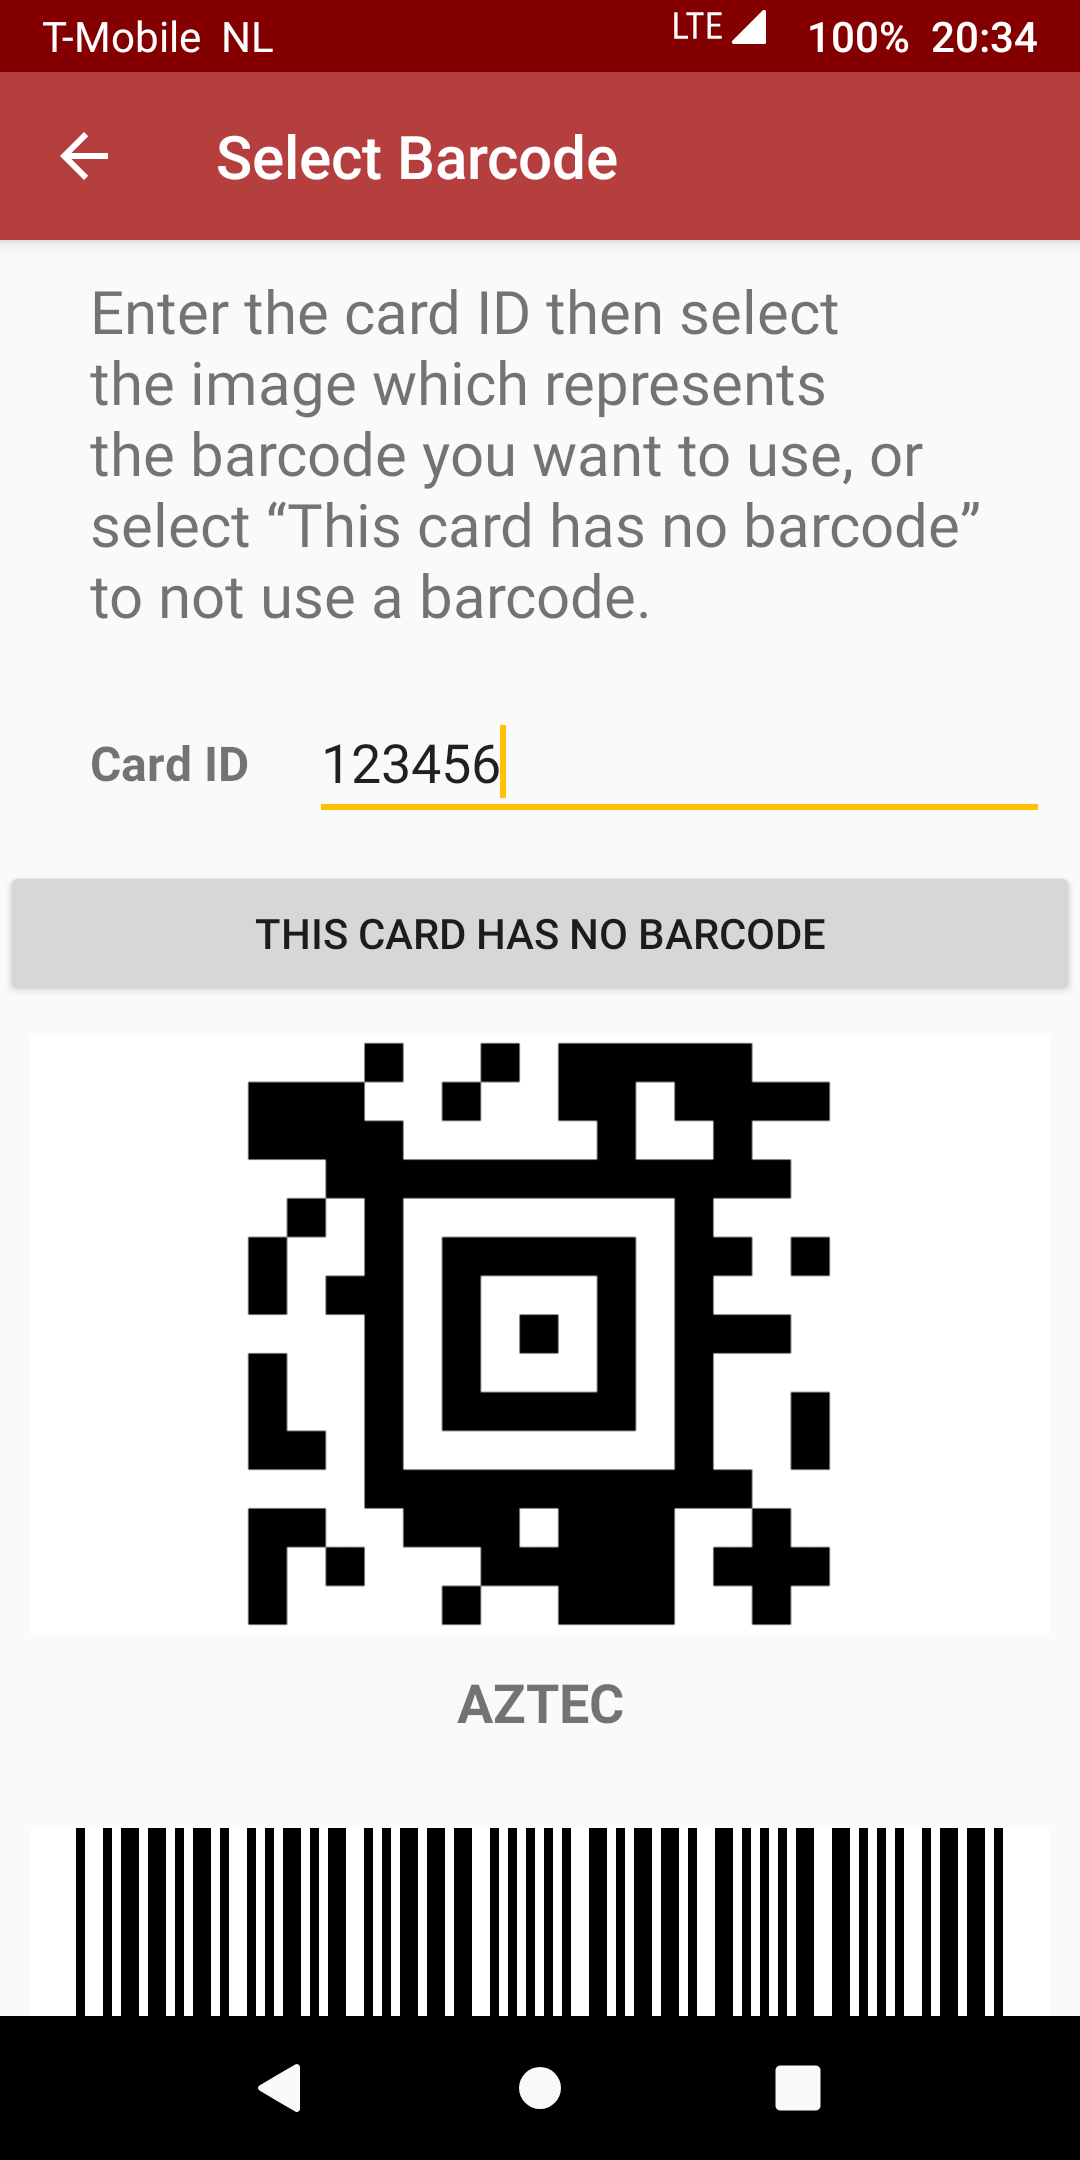 T-Mobile NL LTE 100% 20:34
Select Barcode
Enter the card ID then select
the image which represents
the barcode you want to use, or
select “This card has no barcode”
to not use a barcode.
Card ID 123456
THIS CARD HAS NO BARCODE
AZTEC